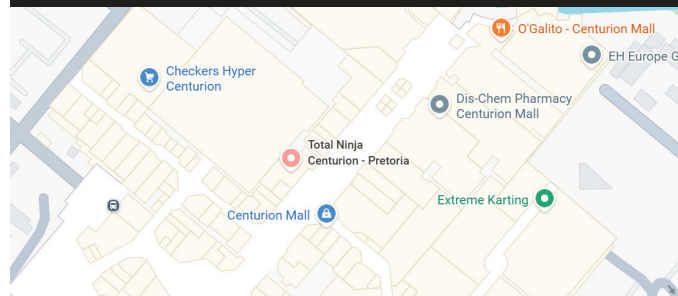 O'Galito - Centurion Mall
EH Europe G
Checkers Hyper
Centurion
Dis-Chem Pharmacy
Centurion Mall
Total Ninja
Centurion - Pretoria
Extreme Karting
Centurion Mall